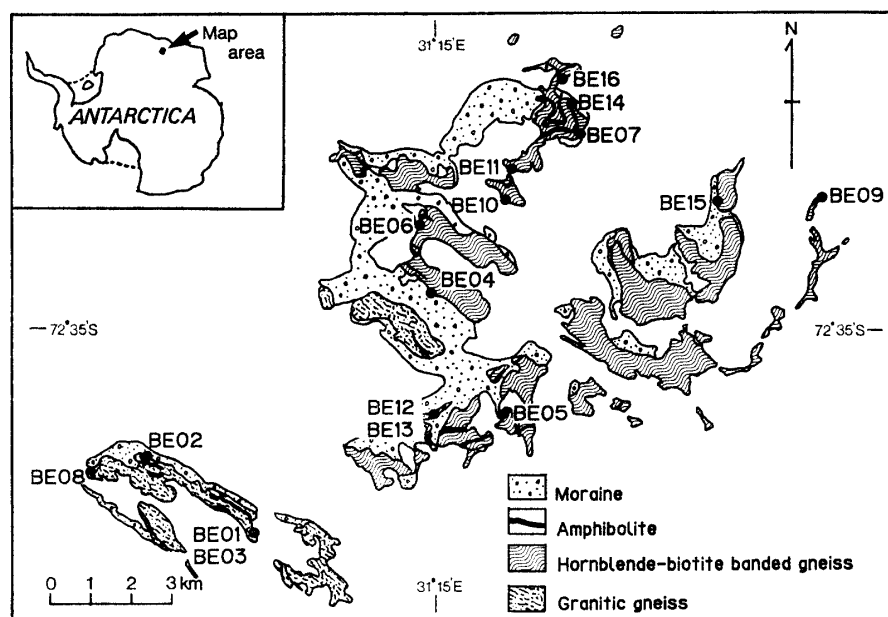 Map
area
ANTARCTICA
31°15'E
N
BE16
BE14
BE07
BE11
BE10
BE15
BE09
BE06
BE04
72°35'S
72°35'S
BE12
BE13
BE05
BE02
BE08
BE01
BE03
0 1 2 3 km
31°15'E
Moraine
Amphibolite
Hornblende-biotite banded gneiss
Granitic gneiss